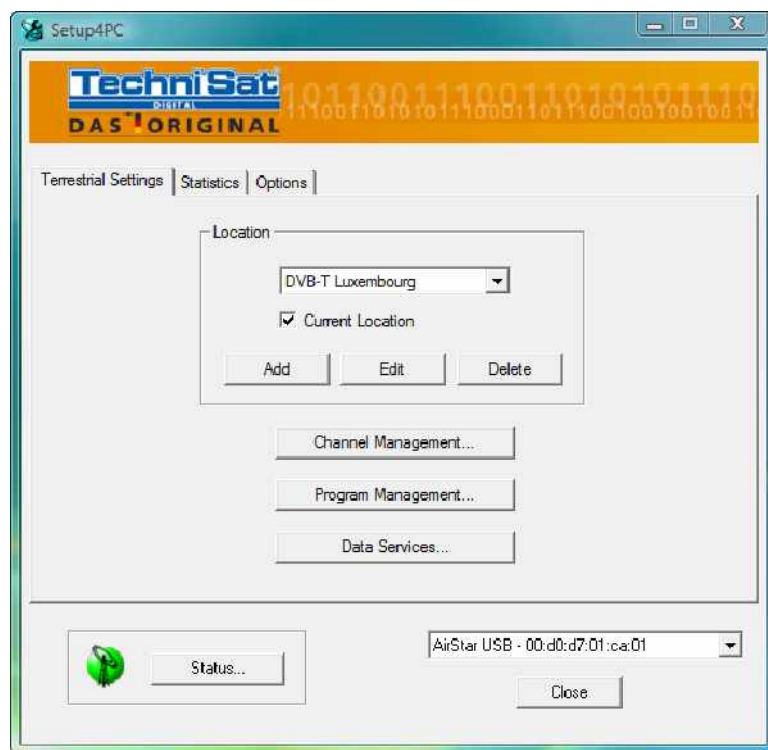 Setup4PC
TechniSat
DIGITAL
DAS ORIGINAL
Terrestrial Settings Statistics Options
Location
DVB-T Luxembourg
Current Location
Add Edit Delete
Channel Management...
Program Management...
Data Services...
AirStar USB - 00:d0:d7:01:ca:01
Status...
Close